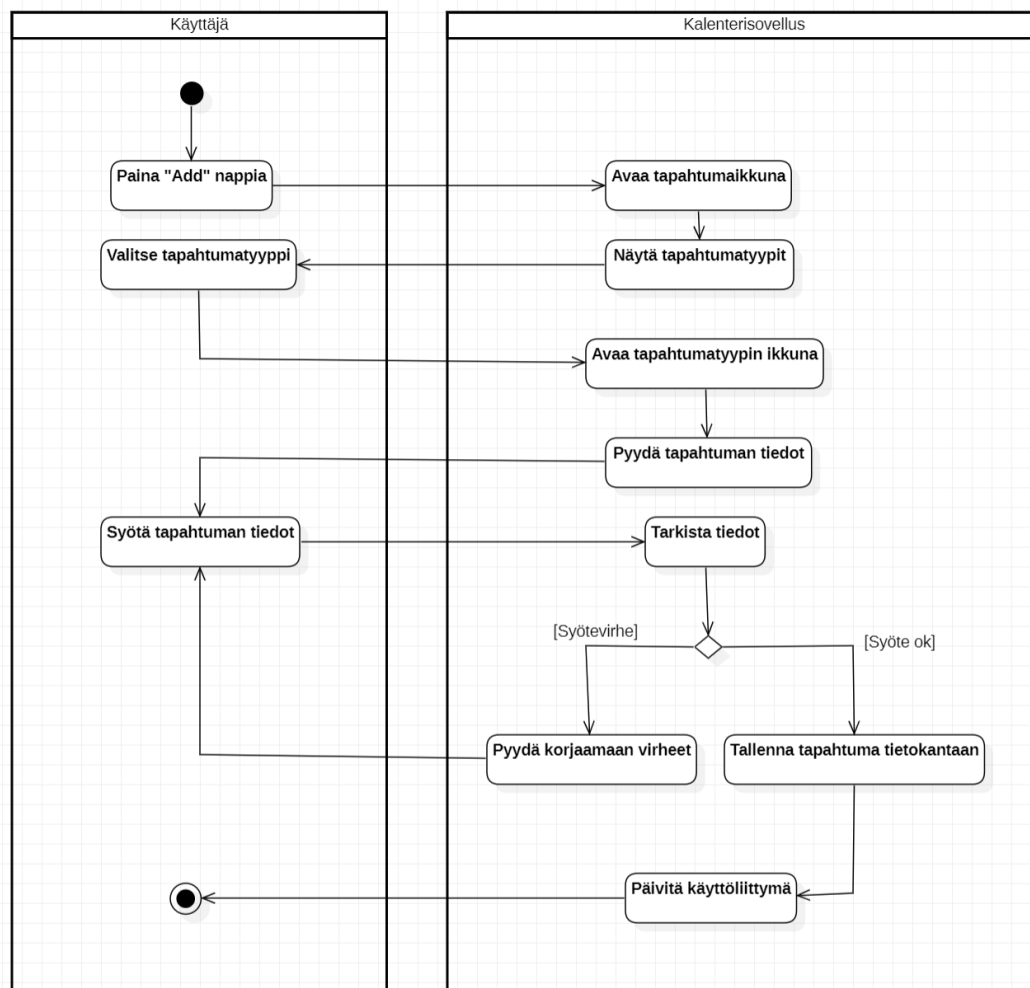 Käyttäjä
Kalenterisovellus
Paina "Add" nappia
Avaa tapahtumaikkuna
Valitse tapahtumatyyppi
Näytä tapahtumatyypit
Avaa tapahtumatyypin ikkuna
Pyydä tapahtuman tiedot
Syötä tapahtuman tiedot
Tarkista tiedot
[Syötevirhe]
[Syöte ok]
Pyydä korjaamaan virheet
Tallenna tapahtuma tietokantaan
Päivitä käyttöliittymä